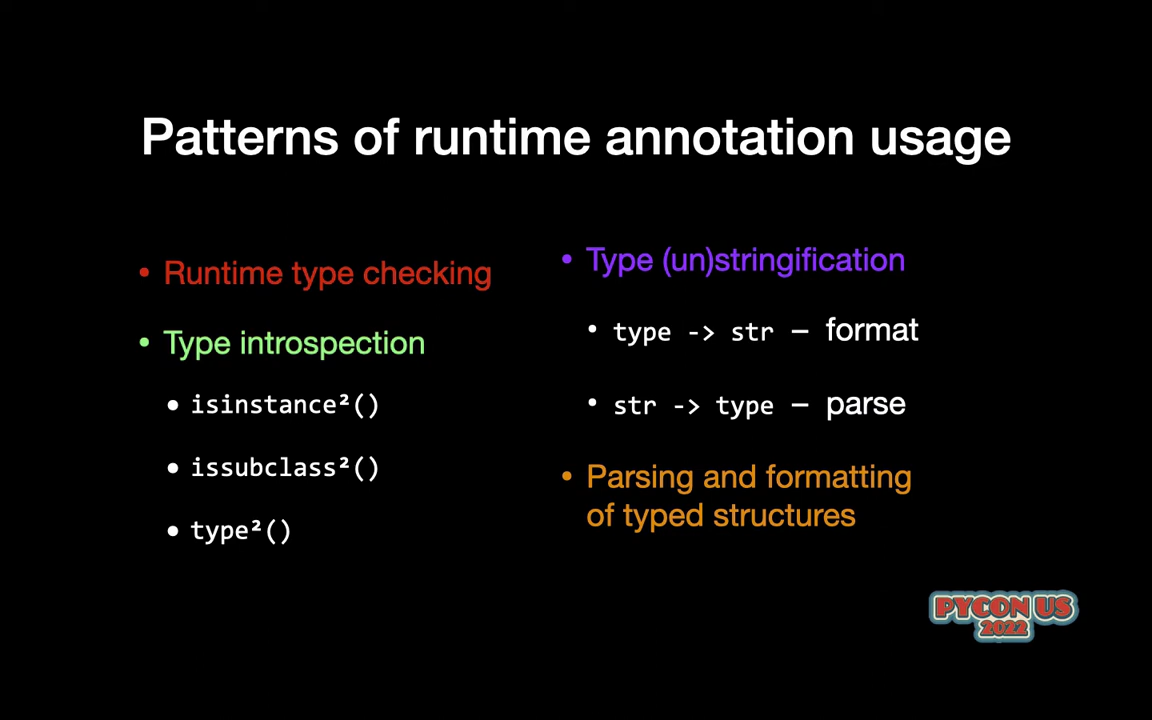 Patterns of runtime annotation usage
• Runtime type checking
• Type introspection
• isinstance²()
• issubclass²()
• type²()
• Type (un)stringification
• type -> str – format
• str -> type – parse
• Parsing and formatting
of typed structures
PYCON US
2022